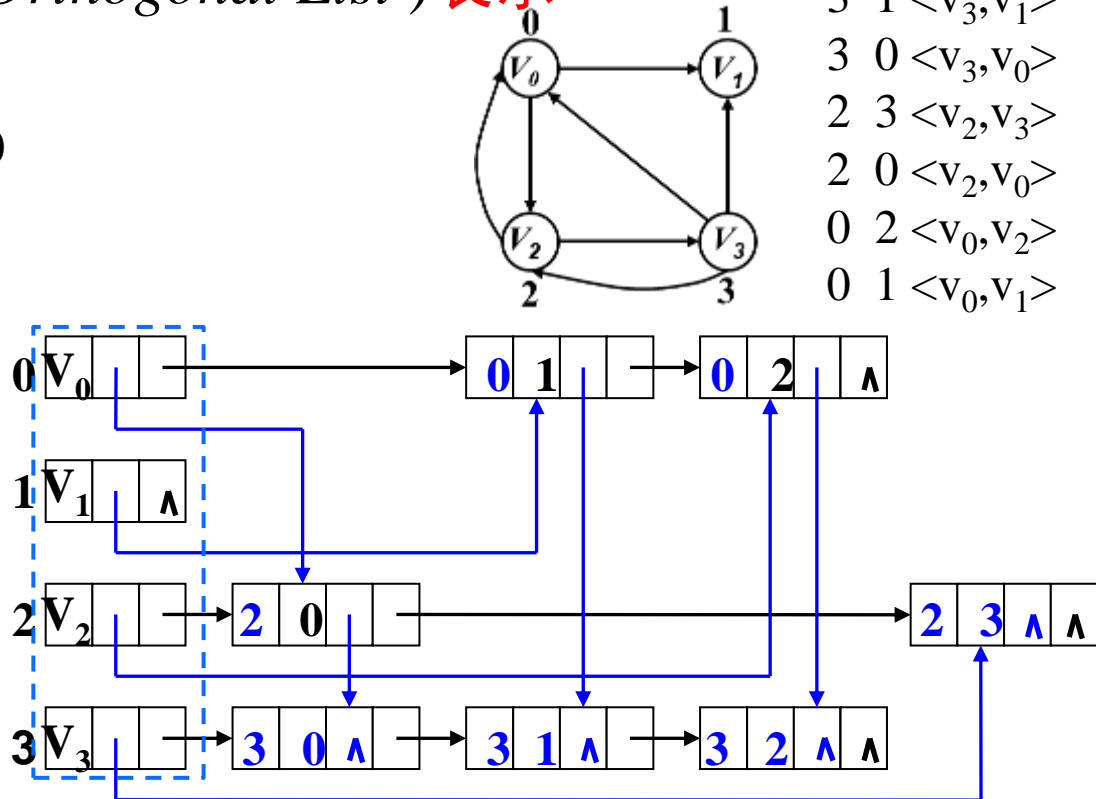 Orthogonal List ) 表示
3 1 <v3,v1>
3 0 <v3,v0>
2 3 <v2,v3>
2 0 <v2,v0>
0 2 <v0,v2>
0 1 <v0,v1>
0 1
V0 V1
V2 V3
2 3
0 V0 0 1 0 2 ∧
1 V1 ∧
2 V2 2 0 2 3 ∧ ∧
3 V3 3 0 ∧ 3 1 ∧ 3 2 ∧ ∧